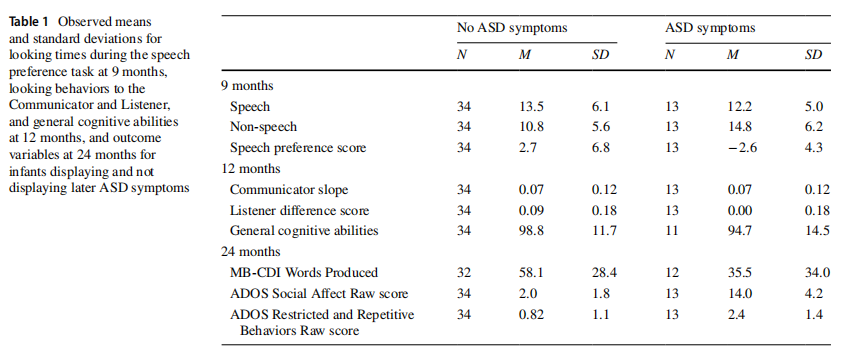 Table 1 Observed means
and standard deviations for
looking times during the speech
preference task at 9 months,
looking behaviors to the
Communicator and Listener,
and general cognitive abilities
at 12 months, and outcome
variables at 24 months for
infants displaying and not
displaying later ASD symptoms
No ASD symptoms ASD symptoms
N M SD N M SD
9 months
Speech 34 13.5 6.1 13 12.2 5.0
Non-speech 34 10.8 5.6 13 14.8 6.2
Speech preference score 34 2.7 6.8 13 −2.6 4.3
12 months
Communicator slope 34 0.07 0.12 13 0.07 0.12
Listener difference score 34 0.09 0.18 13 0.00 0.18
General cognitive abilities 34 98.8 11.7 11 94.7 14.5
24 months
MB-CDI Words Produced 32 58.1 28.4 12 35.5 34.0
ADOS Social Affect Raw score 34 2.0 1.8 13 14.0 4.2
ADOS Restricted and Repetitive 34 0.82 1.1 13 2.4 1.4
Behaviors Raw score